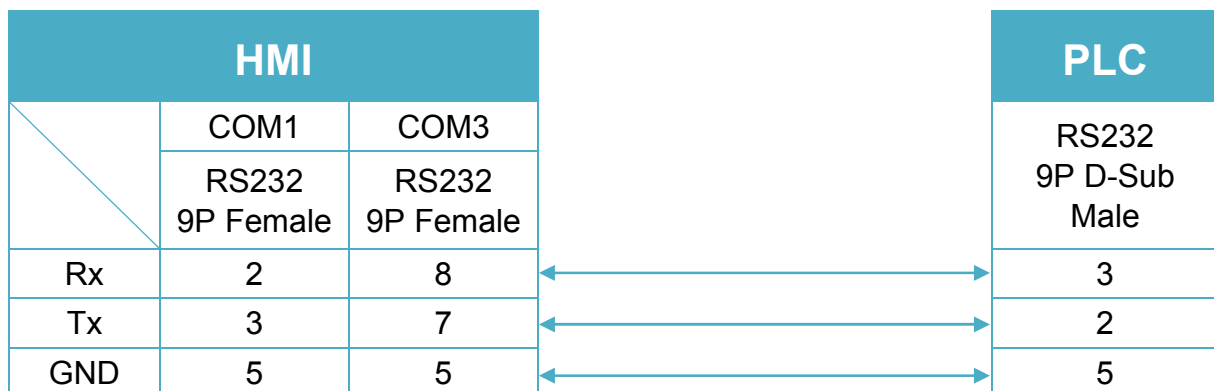 HMI
PLC
COM1 COM3
RS232
9P Female
RS232
9P Female
RS232
9P D-Sub
Male
Rx 2 8 3
Tx 3 7 2
GND 5 5 5